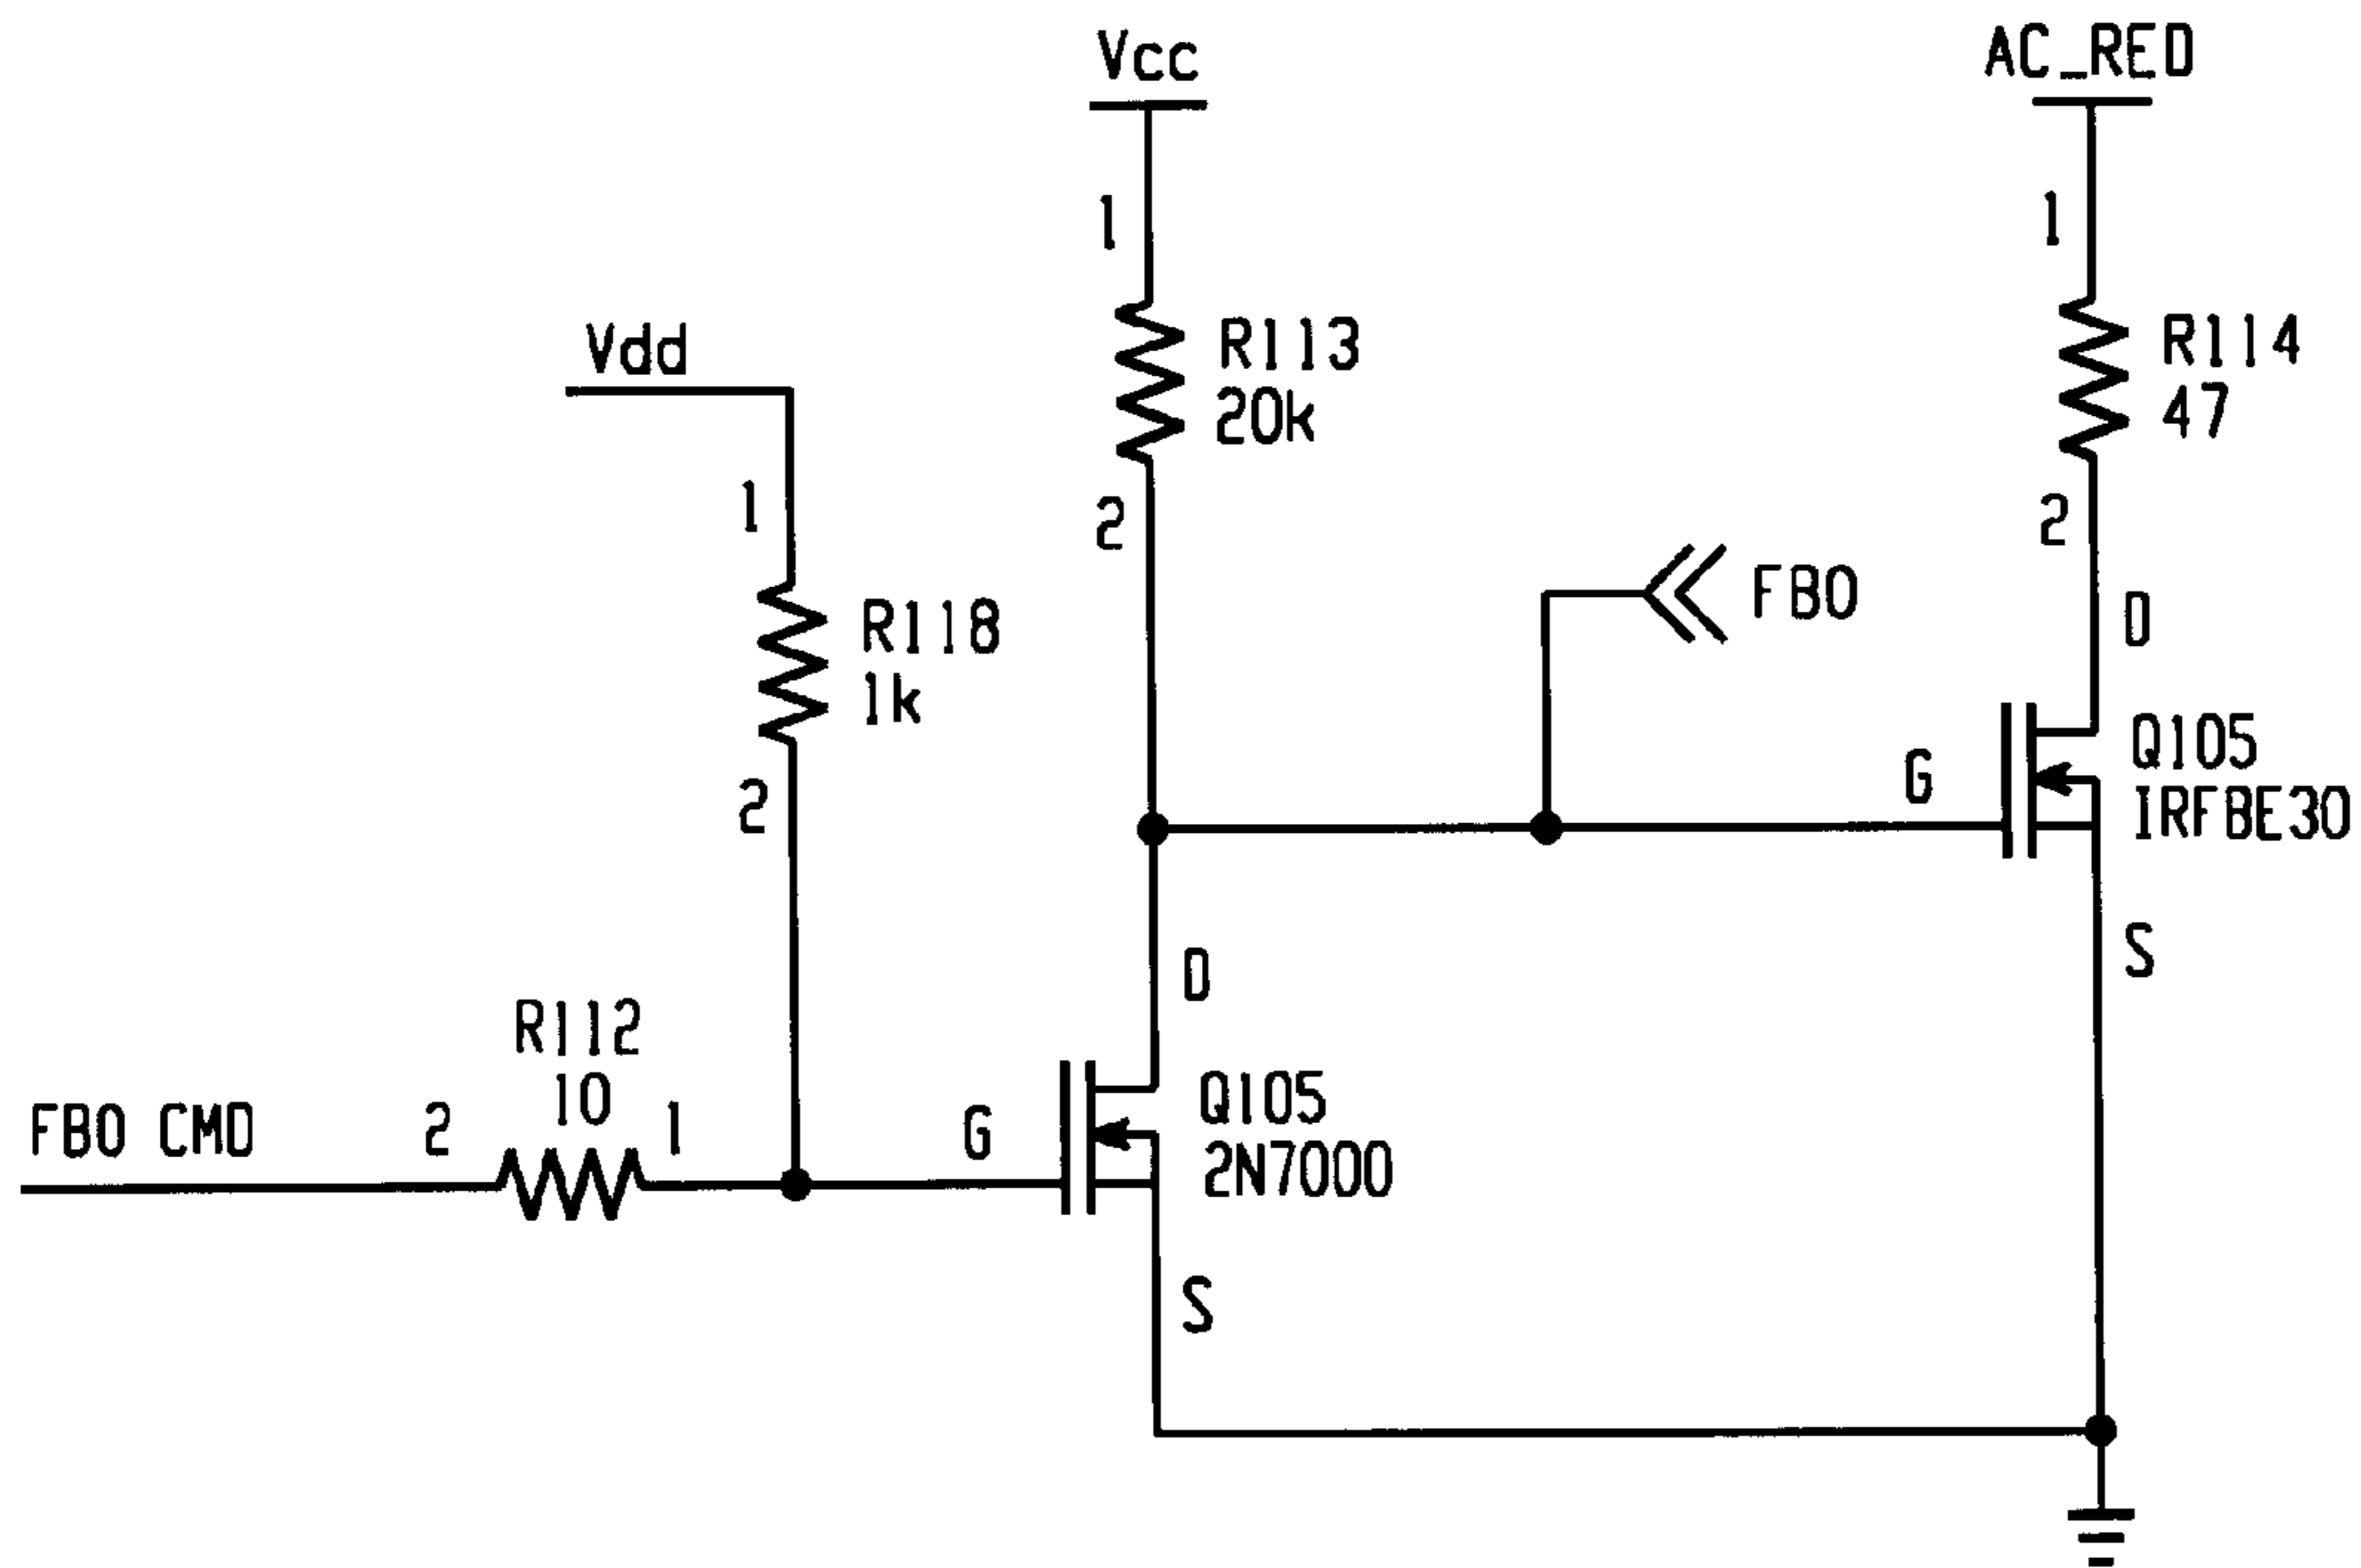 Vcc
AC_RED
1
1
Vdd
R113
20k
R114
47
1
2
2
FBO
D
R118
1k
2
G
Q105
IRFBE30
D
S
R112
10
FBO CMD
2
1
G
Q105
2N7000
S